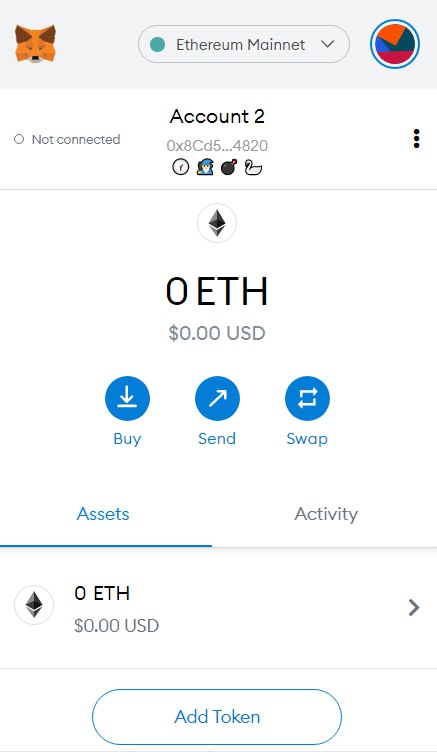 Ethereum Mainnet
Account 2
Not connected
0x8Cd5...4820
0 ETH
$0.00 USD
Buy Send Swap
Assets Activity
0 ETH
$0.00 USD
Add Token